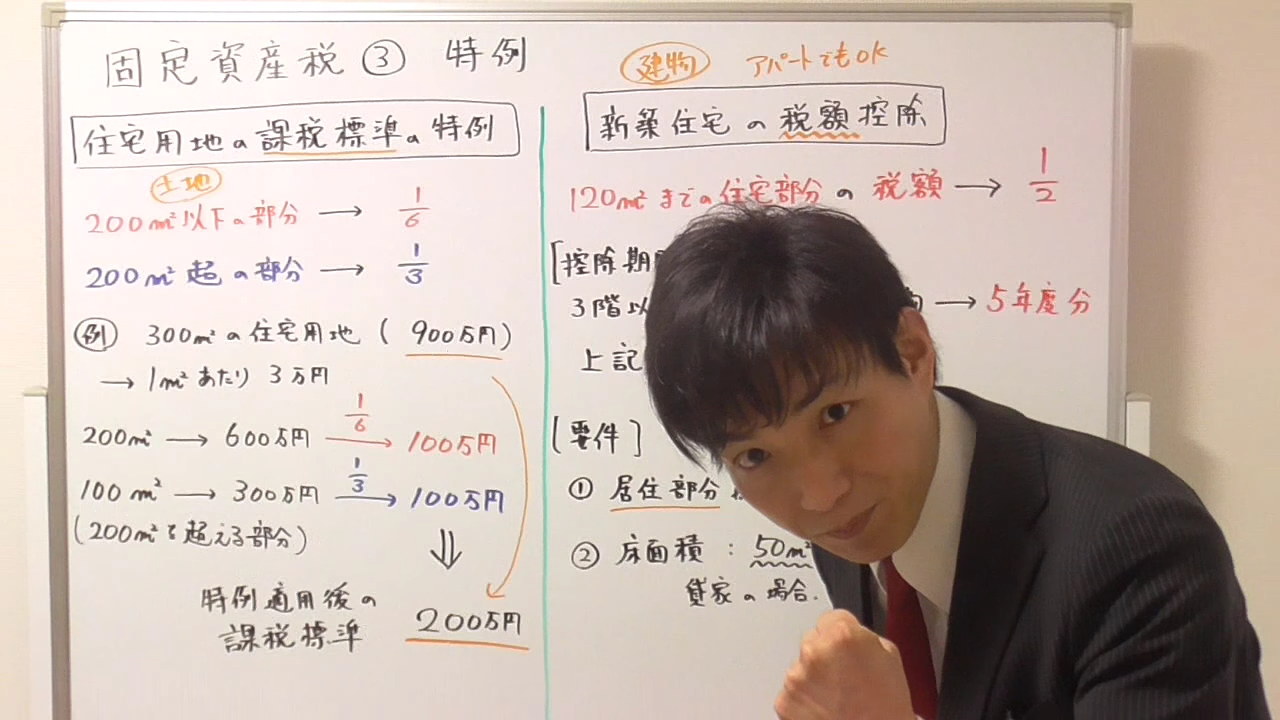 固定資産税③ 特例
住宅用地の課税標準の特例
土地
200m²以下の部分 → 1/6
200m²超の部分 → 1/3
例 300m²の住宅用地(900万円)
→ 1m²あたり 3万円
200m² → 600万円 1/6 → 100万円
100m² → 300万円 1/3 → 100万円
(200m²を超える部分)
⇓
特例適用後の
課税標準 200万円
建物 アパートでもOK
新築住宅の税額控除
120m²までの住宅部分の税額 → 1/2
[控除期
3階以 → 5年度分
上記
[要件]
① 居住部分
② 床面積:50m²
貸家の場合.